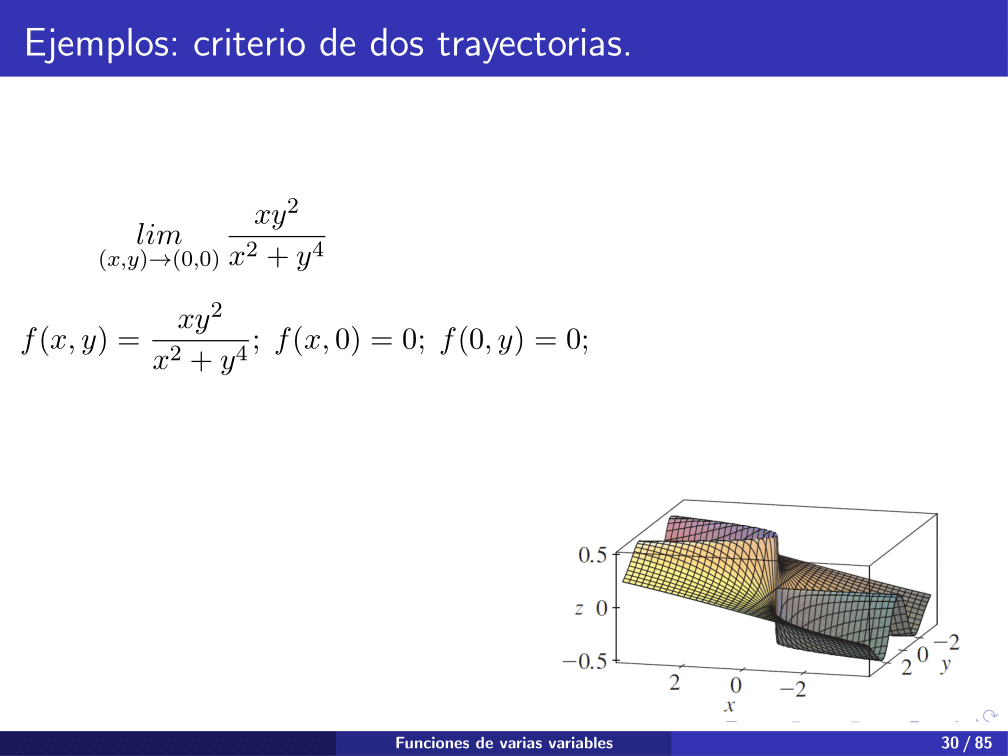 Ejemplos: criterio de dos trayectorias.
lim (x,y)→(0,0) xy² / x² + y⁴
f(x, y) = xy² / x² + y⁴; f(x, 0) = 0; f(0, y) = 0;
0.5
z 0
−0.5
2 0 −2
x
2 0 −2
y
Funciones de varias variables 30 / 85